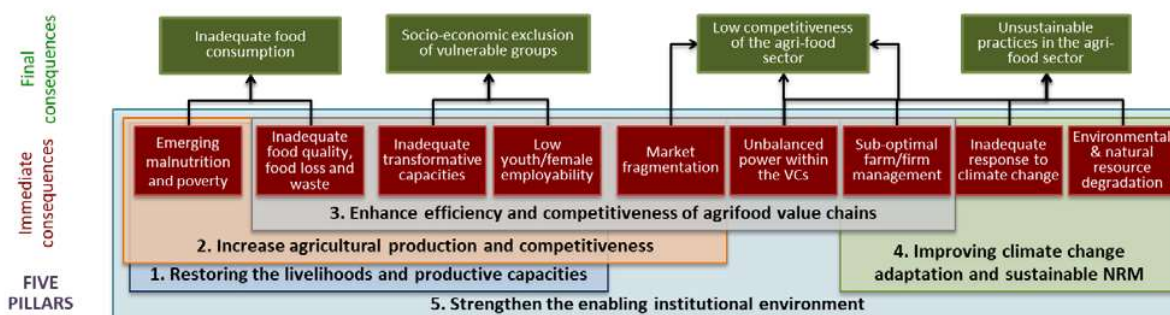 Final
consequences
Inadequate food
consumption
Socio-economic exclusion
of vulnerable groups
Low competitiveness
of the agri-food
sector
Unsustainable
practices in the agri-
food sector
Immediate
consequences
Emerging
malnutrition
and poverty
Inadequate
food quality,
food loss and
waste
Inadequate
transformative
capacities
Low
youth/female
employability
Market
fragmentation
Unbalanced
power within
the VCs
Sub-optimal
farm/firm
management
Inadequate
response to
climate change
Environmental
& natural
resource
degradation
3. Enhance efficiency and competitiveness of agrifood value chains
2. Increase agricultural production and competitiveness
4. Improving climate change
adaptation and sustainable NRM
FIVE
PILLARS
1. Restoring the livelihoods and productive capacities
5. Strengthen the enabling institutional environment